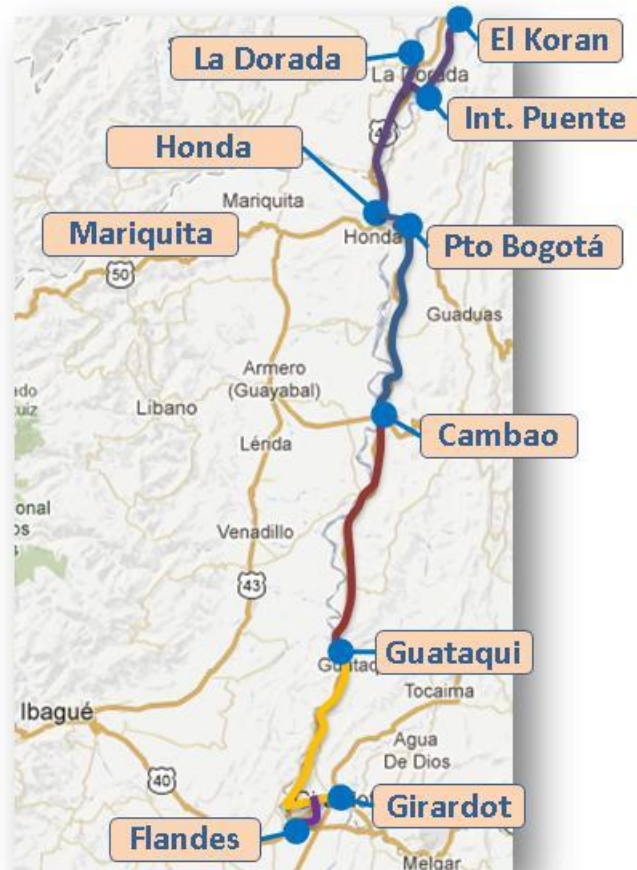 El Koran
La Dorada
La Dorada
Int. Puente
Honda
Mariquita
Mariquita
Honda
Pto Bogotá
50
Guaduas
Armero
(Guayabal)
Libano
Cambao
Lérida
Venadillo
43
Guataqui
Tocaima
Ibagué
Agua
De Dios
40
Girardot
Flandes
Melgar